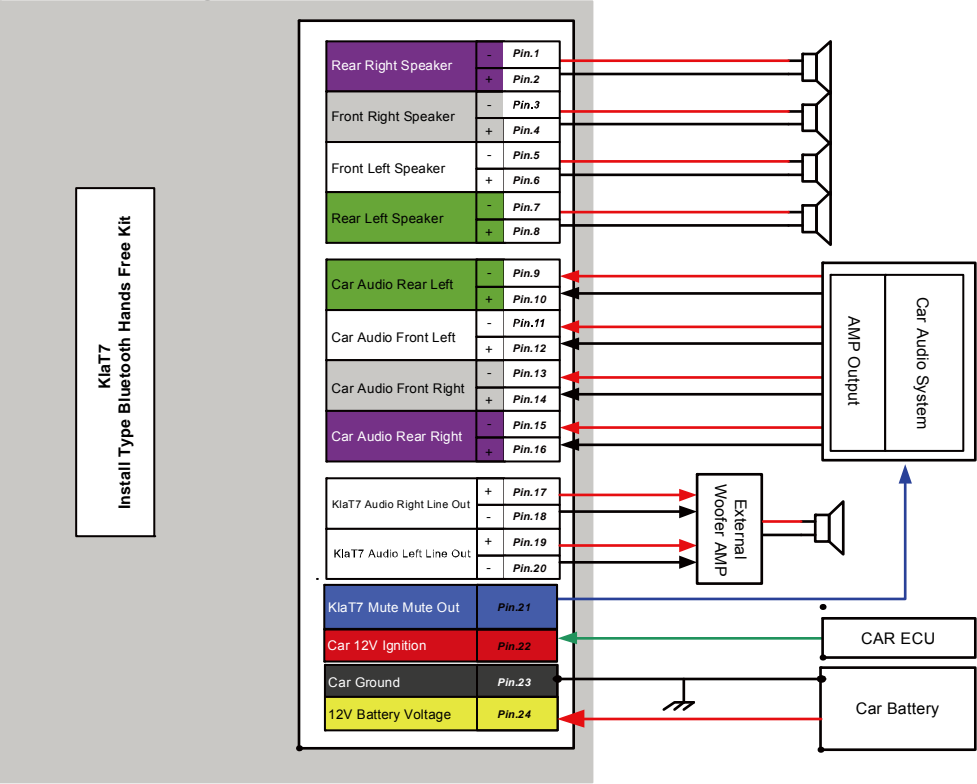 KlaT7
Install Type Bluetooth Hands Free Kit
Rear Right Speaker - Pin.1
+ Pin.2
Front Right Speaker - Pin.3
+ Pin.4
Front Left Speaker - Pin.5
+ Pin.6
Rear Left Speaker - Pin.7
+ Pin.8
Car Audio Rear Left - Pin.9
+ Pin.10
Car Audio Front Left - Pin.11
+ Pin.12
Car Audio Front Right - Pin.13
+ Pin.14
Car Audio Rear Right - Pin.15
+ Pin.16
KlaT7 Audio Right Line Out + Pin.17
- Pin.18
KlaT7 Audio Left Line Out + Pin.19
- Pin.20
KlaT7 Mute Mute Out Pin.21
Car 12V Ignition Pin.22
Car Ground Pin.23
12V Battery Voltage Pin.24
Car Audio System
AMP Output
External
Woofer AMP
CAR ECU
Car Battery